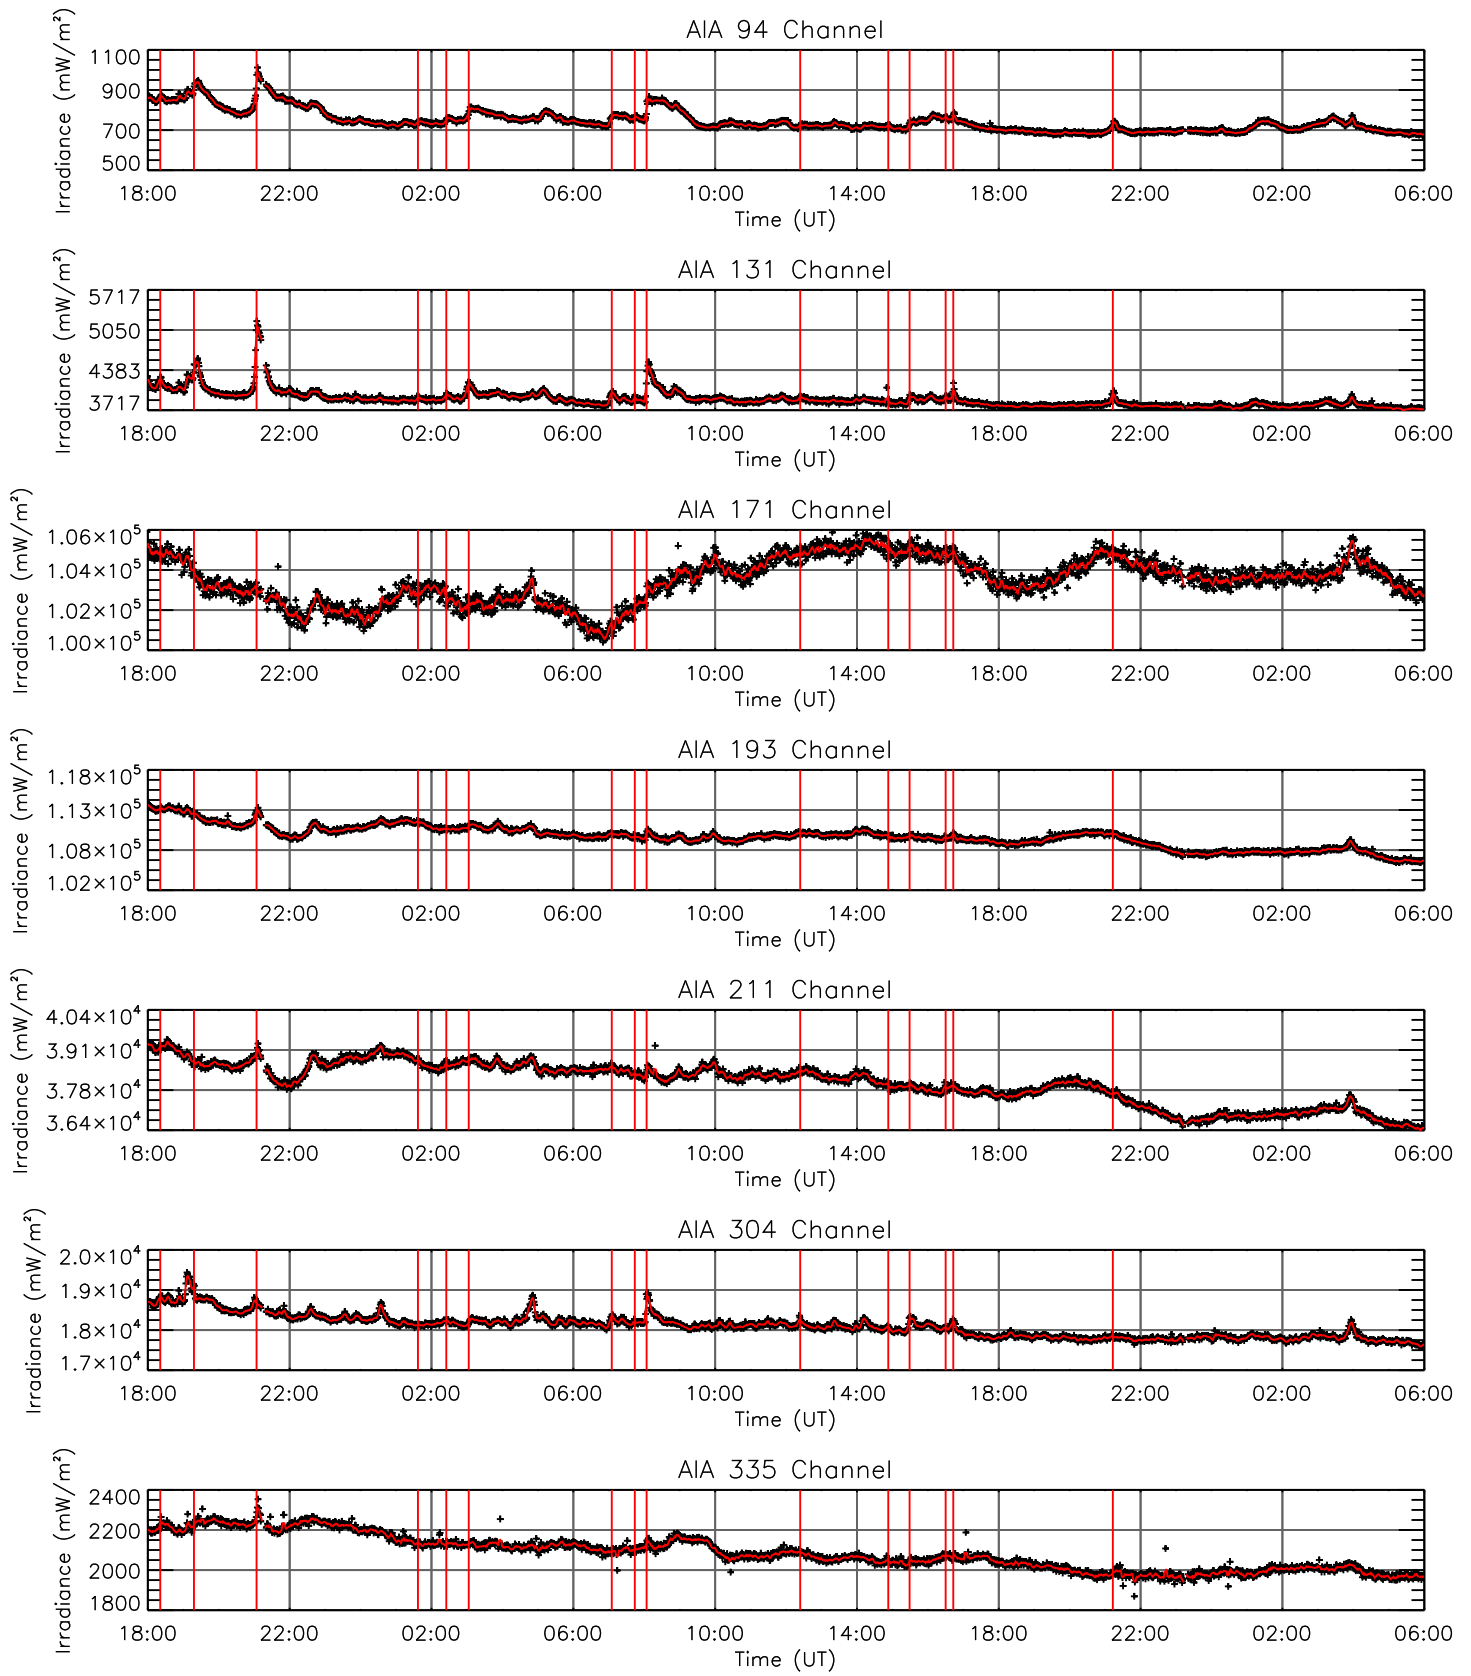 AIA 94 Channel
Irradiance (mW/m²)
1100
900
700
500
18:00 22:00 02:00 06:00 10:00 14:00 18:00 22:00 02:00 06:00
Time (UT)
AIA 131 Channel
Irradiance (mW/m²)
5717
5050
4383
3717
18:00 22:00 02:00 06:00 10:00 14:00 18:00 22:00 02:00 06:00
Time (UT)
AIA 171 Channel
Irradiance (mW/m²)
1.06×10⁵
1.04×10⁵
1.02×10⁵
1.00×10⁵
18:00 22:00 02:00 06:00 10:00 14:00 18:00 22:00 02:00 06:00
Time (UT)
AIA 193 Channel
Irradiance (mW/m²)
1.18×10⁵
1.13×10⁵
1.08×10⁵
1.02×10⁵
18:00 22:00 02:00 06:00 10:00 14:00 18:00 22:00 02:00 06:00
Time (UT)
AIA 211 Channel
Irradiance (mW/m²)
4.04×10⁴
3.91×10⁴
3.78×10⁴
3.64×10⁴
18:00 22:00 02:00 06:00 10:00 14:00 18:00 22:00 02:00 06:00
Time (UT)
AIA 304 Channel
Irradiance (mW/m²)
2.0×10⁴
1.9×10⁴
1.8×10⁴
1.7×10⁴
18:00 22:00 02:00 06:00 10:00 14:00 18:00 22:00 02:00 06:00
Time (UT)
AIA 335 Channel
Irradiance (mW/m²)
2400
2200
2000
1800
18:00 22:00 02:00 06:00 10:00 14:00 18:00 22:00 02:00 06:00
Time (UT)